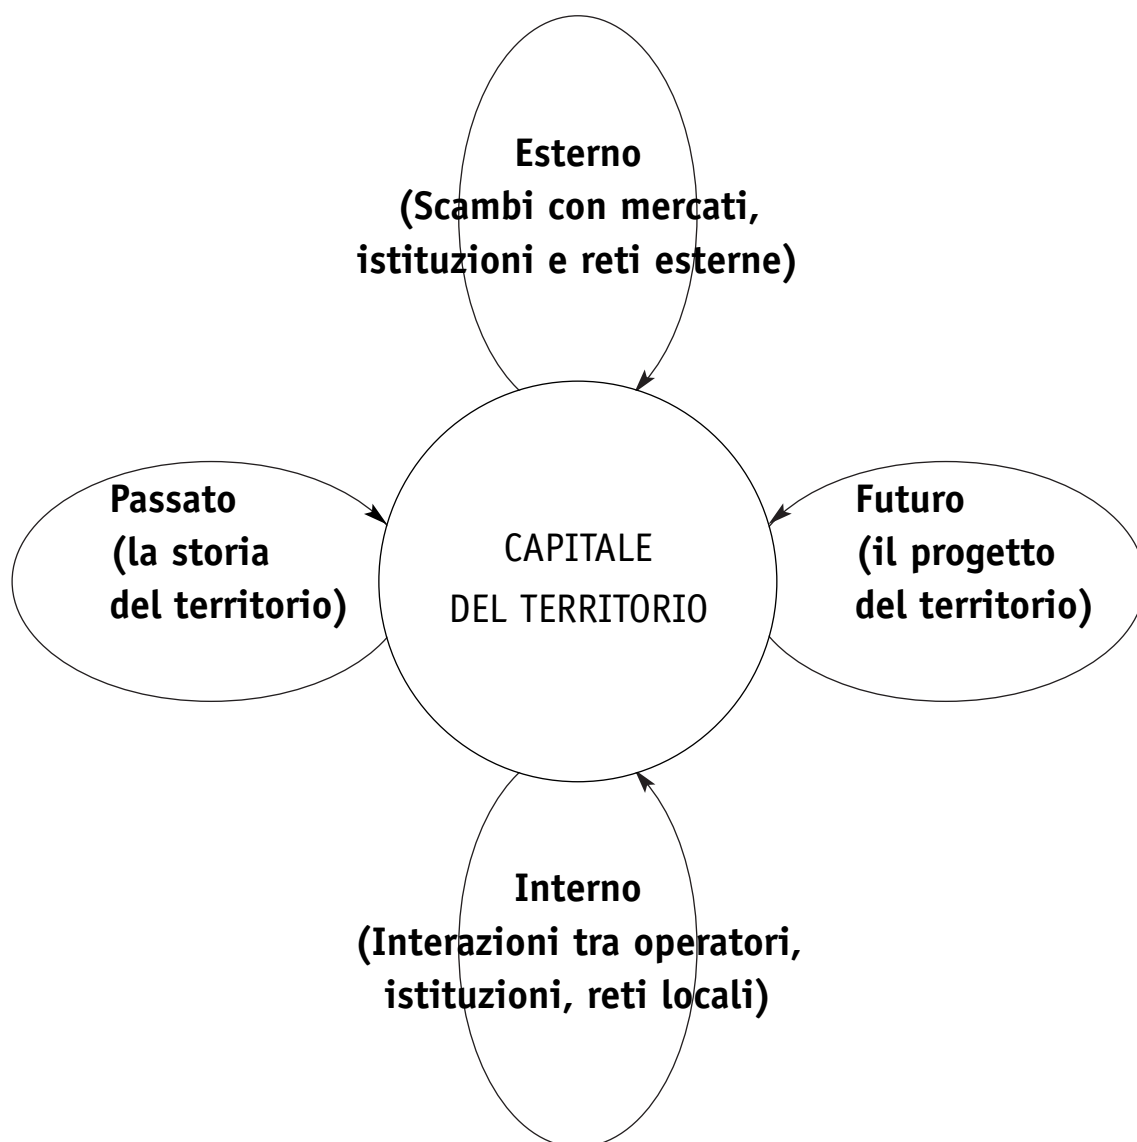 Esterno
(Scambi con mercati,
istituzioni e reti esterne)
Passato
(la storia
del territorio)
CAPITALE
DEL TERRITORIO
Futuro
(il progetto
del territorio)
Interno
(Interazioni tra operatori,
istituzioni, reti locali)